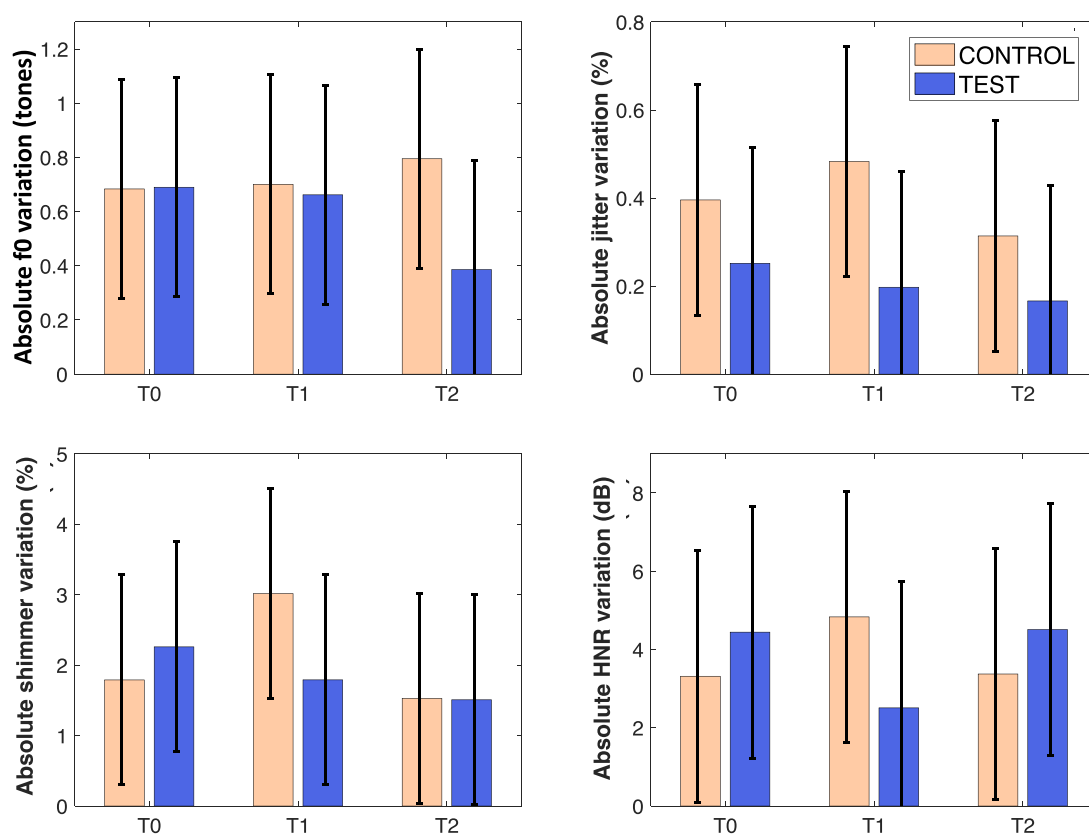 Absolute f0 variation (tones)
1.2
1
0.8
0.6
0.4
0.2
0
T0 T1 T2
Absolute jitter variation (%)
0.8
0.6
0.4
0.2
0
T0 T1 T2
CONTROL
TEST
Absolute shimmer variation (%)
5
4
3
2
1
0
T0 T1 T2
Absolute HNR variation (dB)
8
6
4
2
0
T0 T1 T2